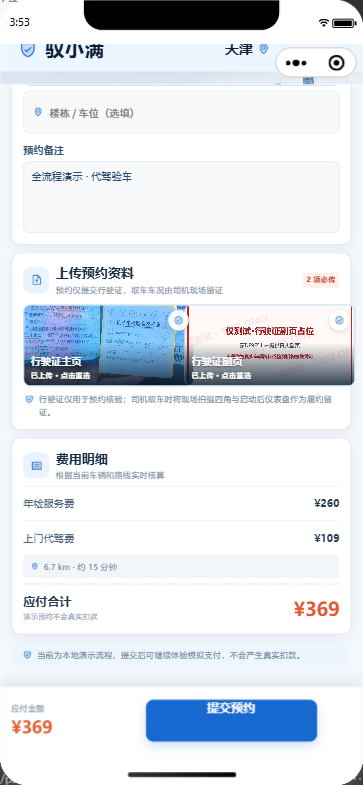 3:53
驭小满
天津
楼栋 / 车位（选填）
预约备注
全流程演示 · 代驾验车
上传预约资料
预约仅提交行驶证，取车车况由司机现场留证
2 项必传
行驶证主页
已上传 · 点击重选
仅测试·行驶证副页占位
行驶证副页
已上传 · 点击重选
行驶证仅用于预约核验；司机取车时将现场拍摄四角与启动后仪表盘作为履约留证。
费用明细
根据当前车辆和路线实时核算
年检服务费
¥260
上门代驾费
¥109
6.7 km · 约 15 分钟
应付合计
演示预约不会真实扣款
¥369
当前为本地演示流程，提交后可继续体验模拟支付，不会产生真实扣款。
应付金额
¥369
提交预约